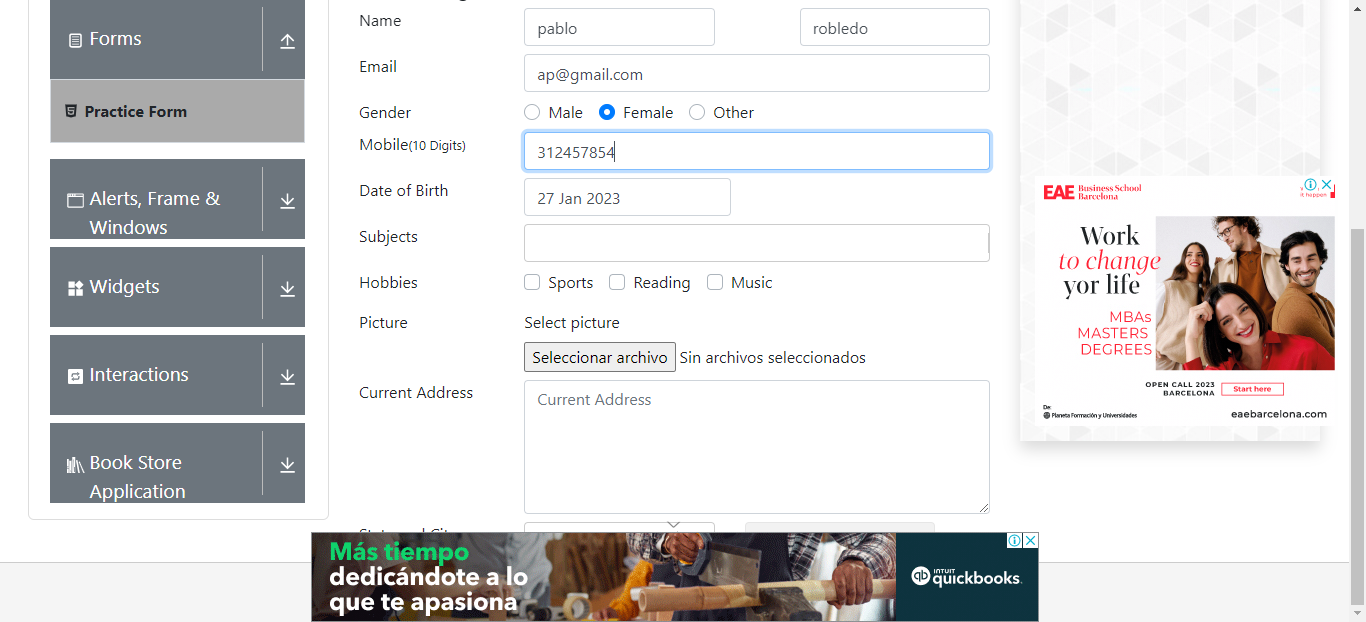 Forms
Practice Form
Alerts, Frame &
Windows
Widgets
Interactions
Book Store
Application
Name
pablo
robledo
Email
ap@gmail.com
Gender
Male
Female
Other
Mobile(10 Digits)
312457854
Date of Birth
27 Jan 2023
Subjects
Hobbies
Sports
Reading
Music
Picture
Select picture
Seleccionar archivo Sin archivos seleccionados
Current Address
Current Address
EAE Business School
Barcelona
it happen
Work
to change
yor life
MBAs
MASTERS
DEGREES
OPEN CALL 2023
BARCELONA
Start here
De:
Planeta Formación y Universidades
eaebarcelona.com
Más tiempo
dedicándote a lo
que te apasiona
INTUIT
quickbooks.